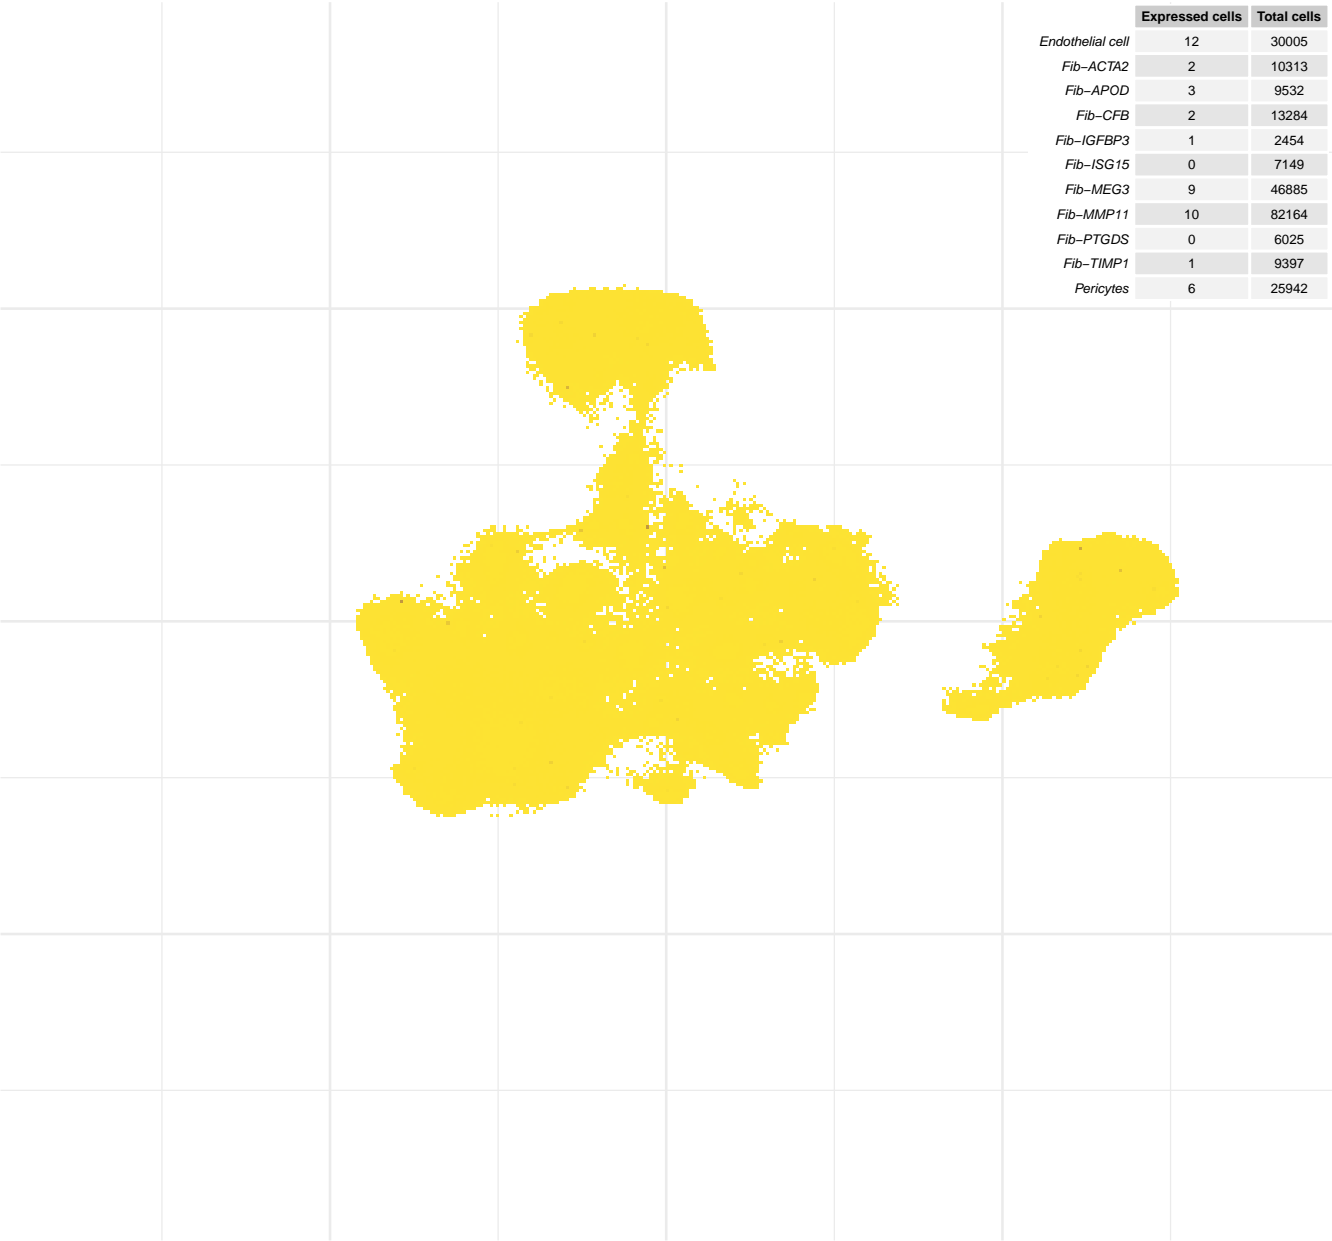 Expressed cells Total cells
Endothelial cell 12 30005
Fib−ACTA2 2 10313
Fib−APOD 3 9532
Fib−CFB 2 13284
Fib−IGFBP3 1 2454
Fib−ISG15 0 7149
Fib−MEG3 9 46885
Fib−MMP11 10 82164
Fib−PTGDS 0 6025
Fib−TIMP1 1 9397
Pericytes 6 25942